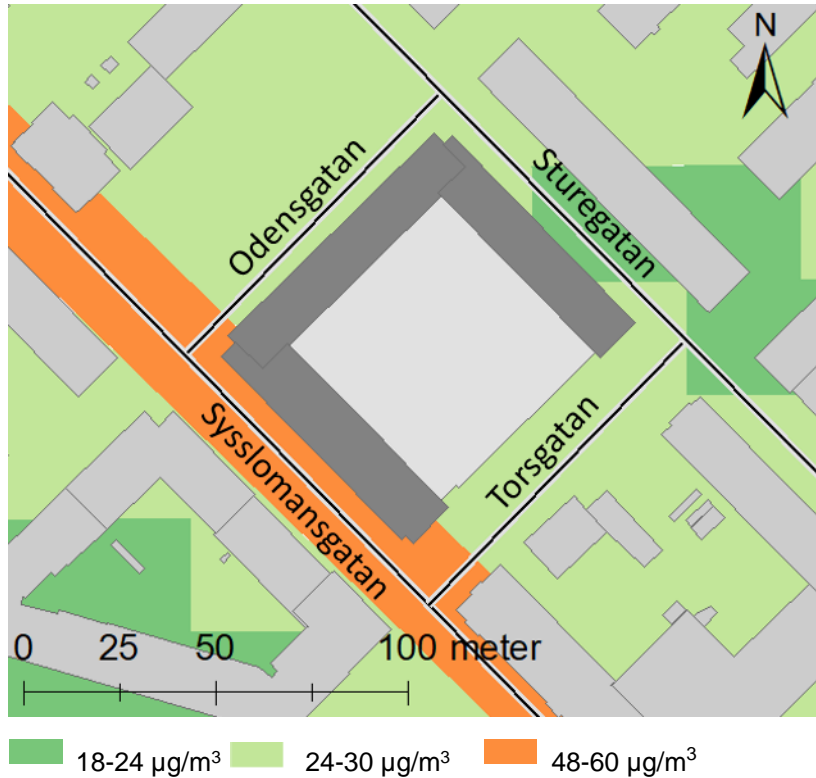 N
Odensgatan
Sturegatan
Sysslomansgatan
Torsgatan
0 25 50 100 meter
18-24 µg/m³ 24-30 µg/m³ 48-60 µg/m³